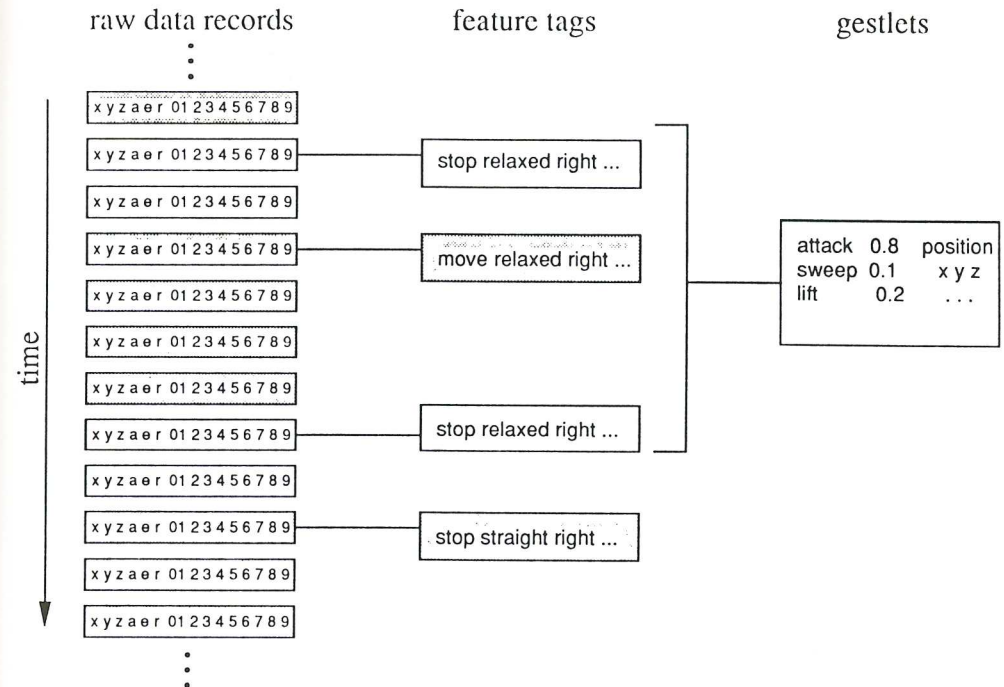 raw data records
feature tags
gestlets
time
x y z a e r 0 1 2 3 4 5 6 7 8 9
x y z a e r 0 1 2 3 4 5 6 7 8 9
x y z a e r 0 1 2 3 4 5 6 7 8 9
x y z a e r 0 1 2 3 4 5 6 7 8 9
x y z a e r 0 1 2 3 4 5 6 7 8 9
x y z a e r 0 1 2 3 4 5 6 7 8 9
x y z a e r 0 1 2 3 4 5 6 7 8 9
x y z a e r 0 1 2 3 4 5 6 7 8 9
x y z a e r 0 1 2 3 4 5 6 7 8 9
x y z a e r 0 1 2 3 4 5 6 7 8 9
x y z a e r 0 1 2 3 4 5 6 7 8 9
x y z a e r 0 1 2 3 4 5 6 7 8 9
stop relaxed right ...
move relaxed right ...
stop relaxed right ...
stop straight right ...
attack 0.8 position
sweep 0.1 x y z
lift 0.2 . . .